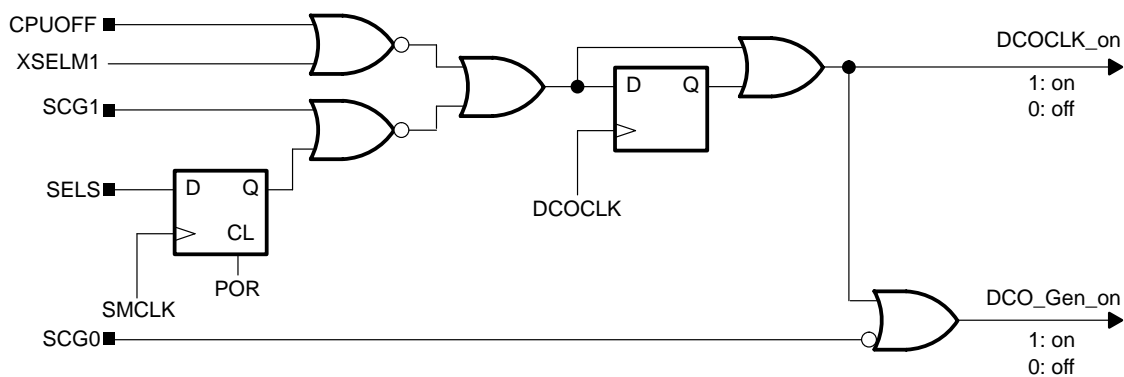 CPUOFF
XSELM1
DCOCLK_on
1: on
0: off
SCG1
D
Q
SELS
D
Q
CL
DCOCLK
SMCLK
POR
SCG0
DCO_Gen_on
1: on
0: off